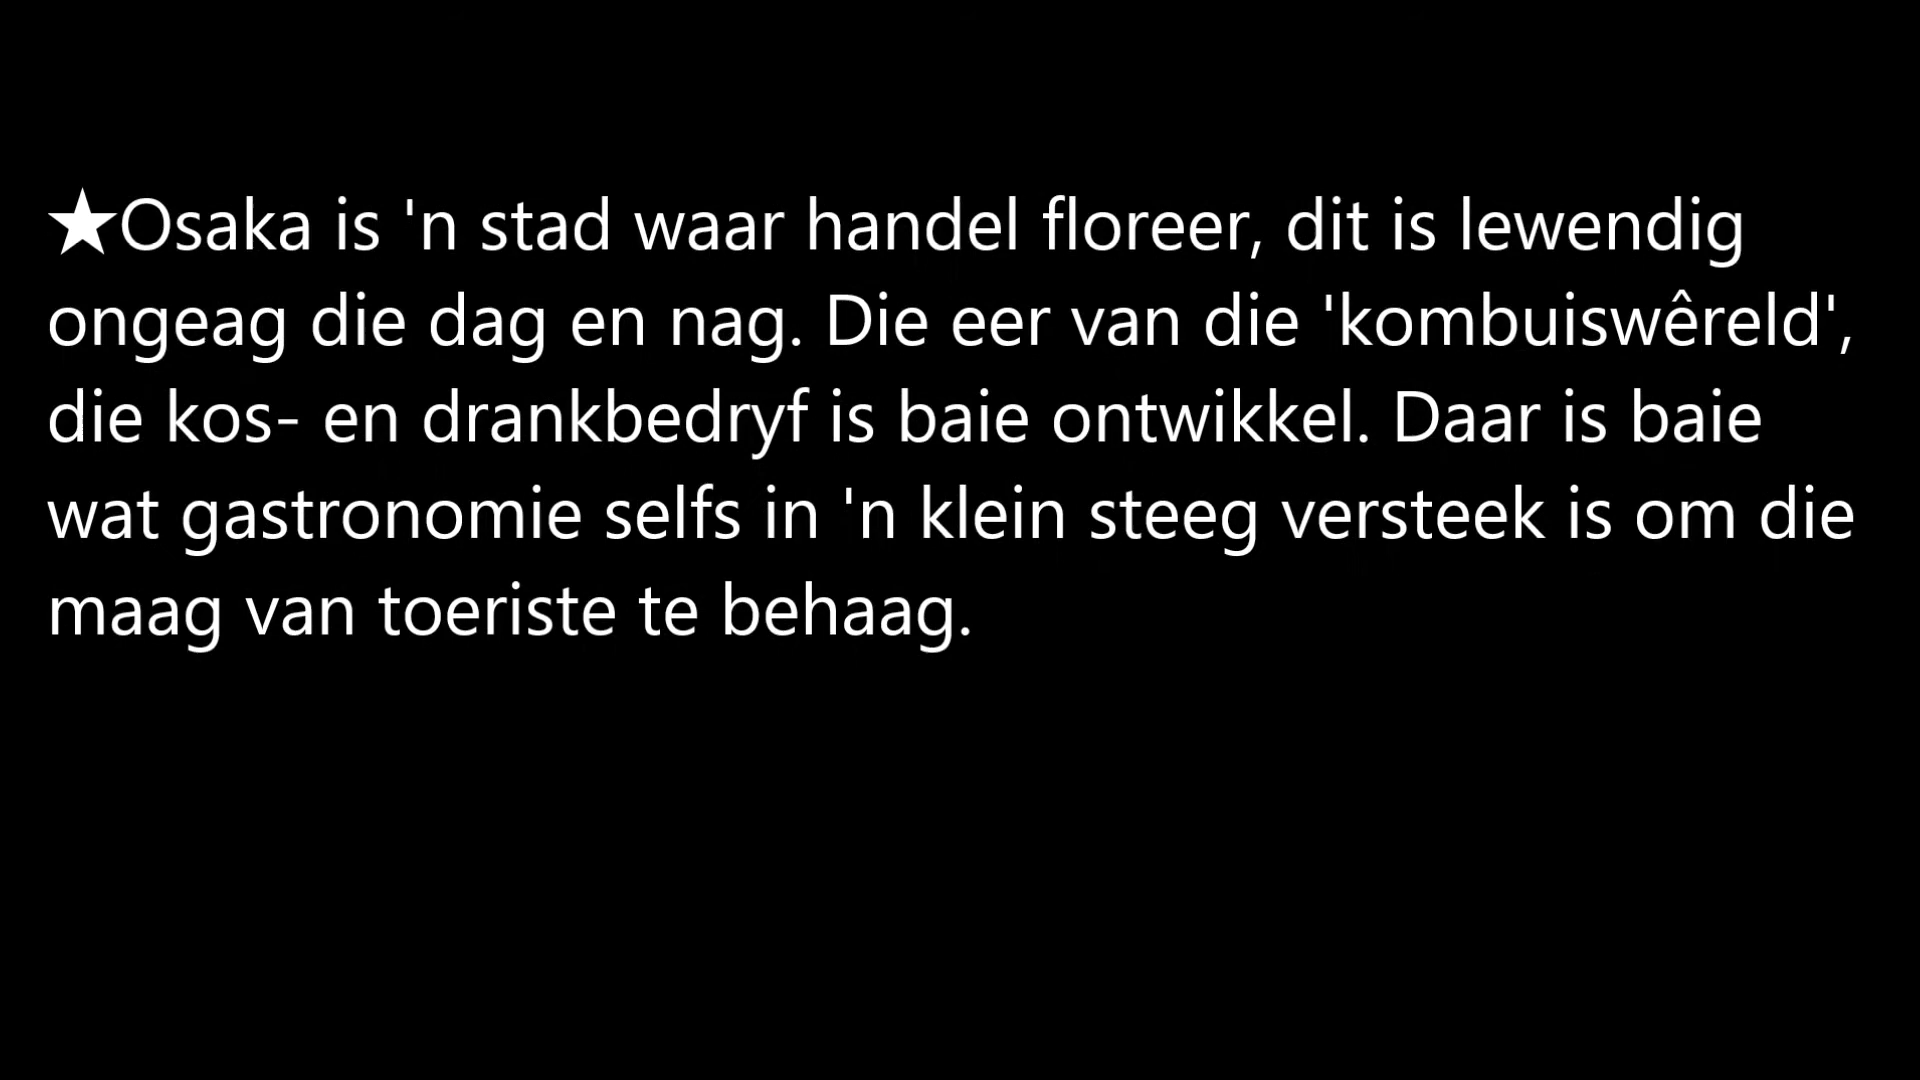 ★Osaka is 'n stad waar handel floreer, dit is lewendig
ongeag die dag en nag. Die eer van die 'kombuiswêreld',
die kos- en drankbedryf is baie ontwikkel. Daar is baie
wat gastronomie selfs in 'n klein steeg versteek is om die
maag van toeriste te behaag.